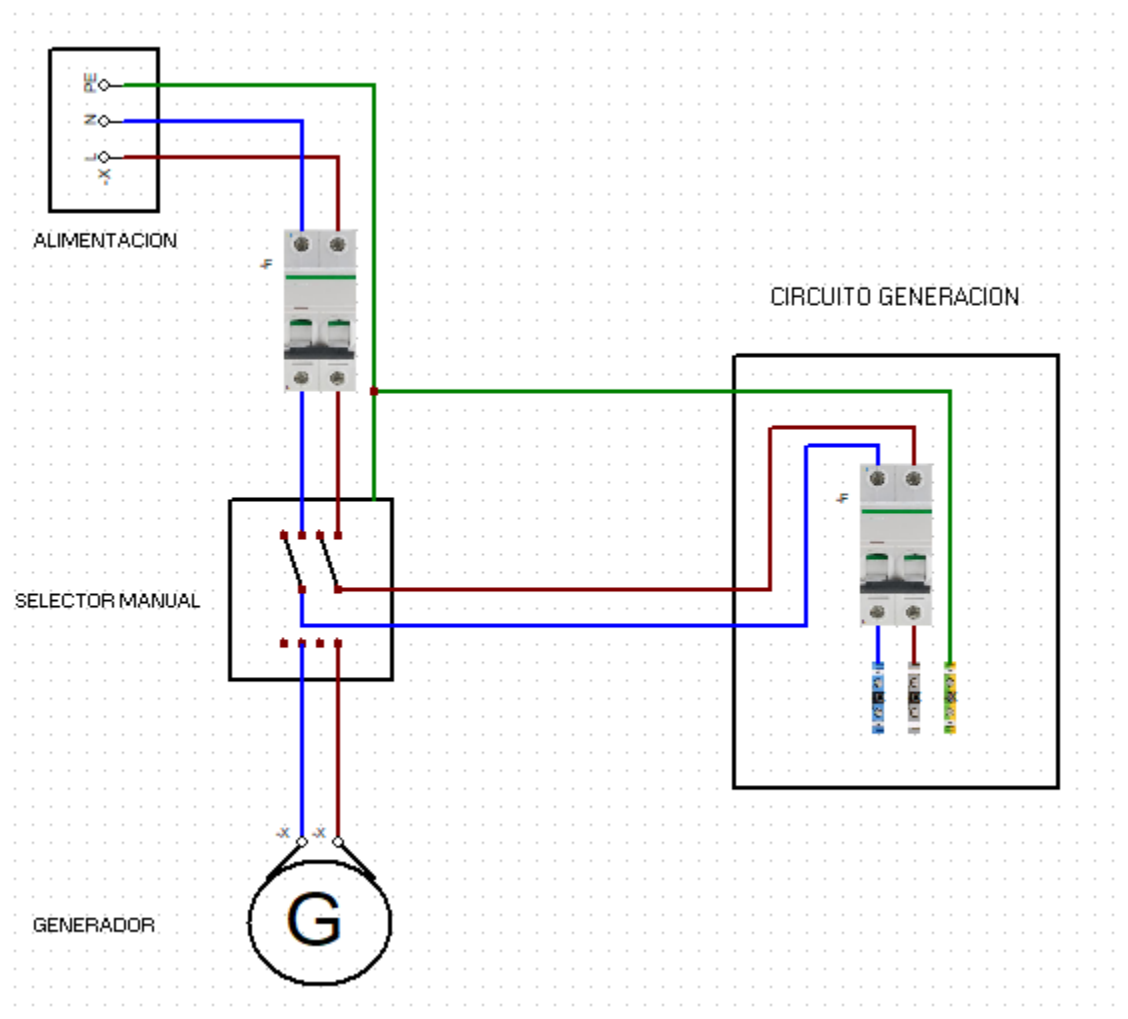 PE
N
L
-X
ALIMENTACION
CIRCUITO GENERACION
SELECTOR MANUAL
-X -X
G
GENERADOR